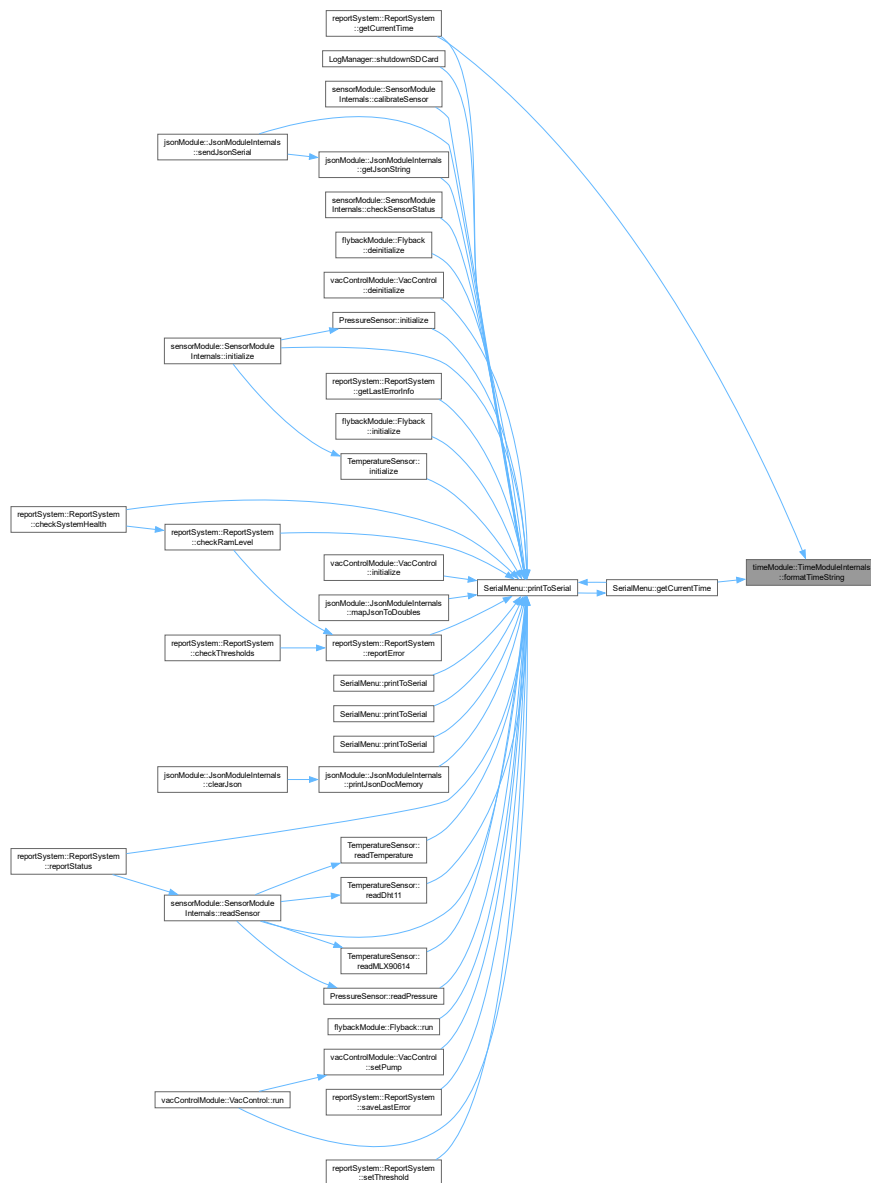 reportSystem::ReportSystem
::getCurrentTime
LogManager::shutdownSDCard
sensorModule::SensorModule
Internals::calibrateSensor
jsonModule::JsonModuleInternals
::sendJsonSerial
jsonModule::JsonModuleInternals
::getJsonString
sensorModule::SensorModule
Internals::checkSensorStatus
flybackModule::Flyback
::deinitialize
vacControlModule::VacControl
::deinitialize
PressureSensor::initialize
sensorModule::SensorModule
Internals::initialize
reportSystem::ReportSystem
::getLastErrorInfo
flybackModule::Flyback
::initialize
TemperatureSensor::
initialize
reportSystem::ReportSystem
::checkSystemHealth
reportSystem::ReportSystem
::checkRamLevel
vacControlModule::VacControl
::initialize
timeModule::TimeModuleInternals
::formatTimeString
SerialMenu::printToSerial
SerialMenu::getCurrentTime
jsonModule::JsonModuleInternals
::mapJsonToDoubles
reportSystem::ReportSystem
::checkThresholds
reportSystem::ReportSystem
::reportError
SerialMenu::printToSerial
SerialMenu::printToSerial
SerialMenu::printToSerial
jsonModule::JsonModuleInternals
::clearJson
jsonModule::JsonModuleInternals
::printJsonDocMemory
reportSystem::ReportSystem
::reportStatus
TemperatureSensor::
readTemperature
TemperatureSensor::
readDht11
sensorModule::SensorModule
Internals::readSensor
TemperatureSensor::
readMLX90614
PressureSensor::readPressure
flybackModule::Flyback::run
vacControlModule::VacControl
::setPump
vacControlModule::VacControl::run
reportSystem::ReportSystem
::saveLastError
reportSystem::ReportSystem
::setThreshold